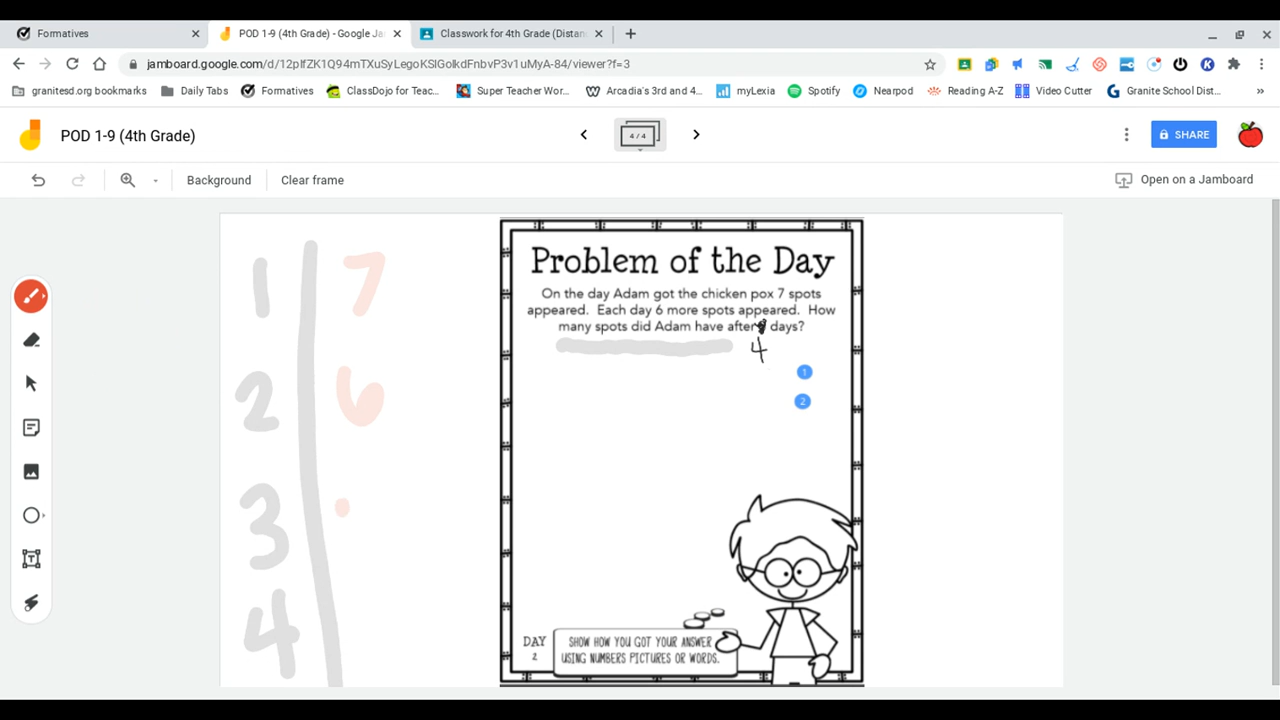 Formatives
POD 1-9 (4th Grade) - Google Ja
Classwork for 4th Grade (Distan
jamboard.google.com/d/12pIfZK1Q94mTXuSyLegoKSIGolkdFnbvP3v1uMyA-84/viewer?f=3
granitesd.org bookmarks
Daily Tabs
Formatives
ClassDojo for Teac...
Super Teacher Wor...
Arcadia's 3rd and 4...
myLexia
Spotify
Nearpod
Reading A-Z
Video Cutter
Granite School Dist...
POD 1-9 (4th Grade)
4 / 4
SHARE
Background
Clear frame
Open on a Jamboard
1 7
2 6
3
4
Problem of the Day
On the day Adam got the chicken pox 7 spots
appeared. Each day 6 more spots appeared. How
many spots did Adam have after days?
4
1
2
DAY
2
SHOW HOW YOU GOT YOUR ANSWER
USING NUMBERS PICTURES OR WORDS.